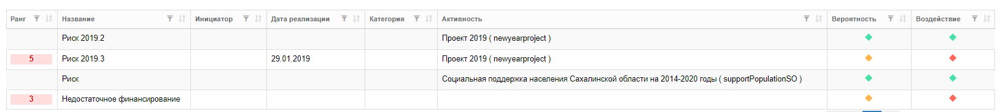 Ранг Название Инициатор Дата реализации Категория Активность Вероятность Воздействие
Риск 2019.2 Проект 2019 ( newyearproject )
5 Риск 2019.3 29.01.2019 Проект 2019 ( newyearproject )
Риск Социальная поддержка населения Сахалинской области на 2014-2020 годы ( supportPopulationSO )
3 Недостаточное финансирование